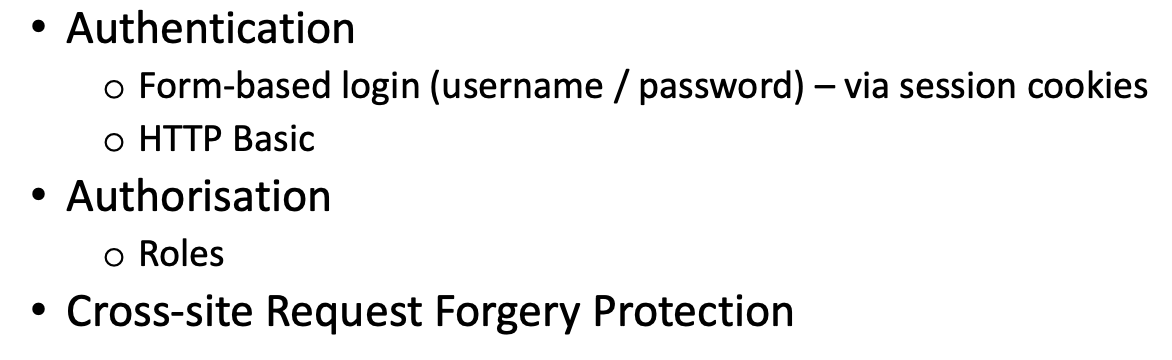 • Authentication
o Form-based login (username / password) – via session cookies
o HTTP Basic
• Authorisation
o Roles
• Cross-site Request Forgery Protection